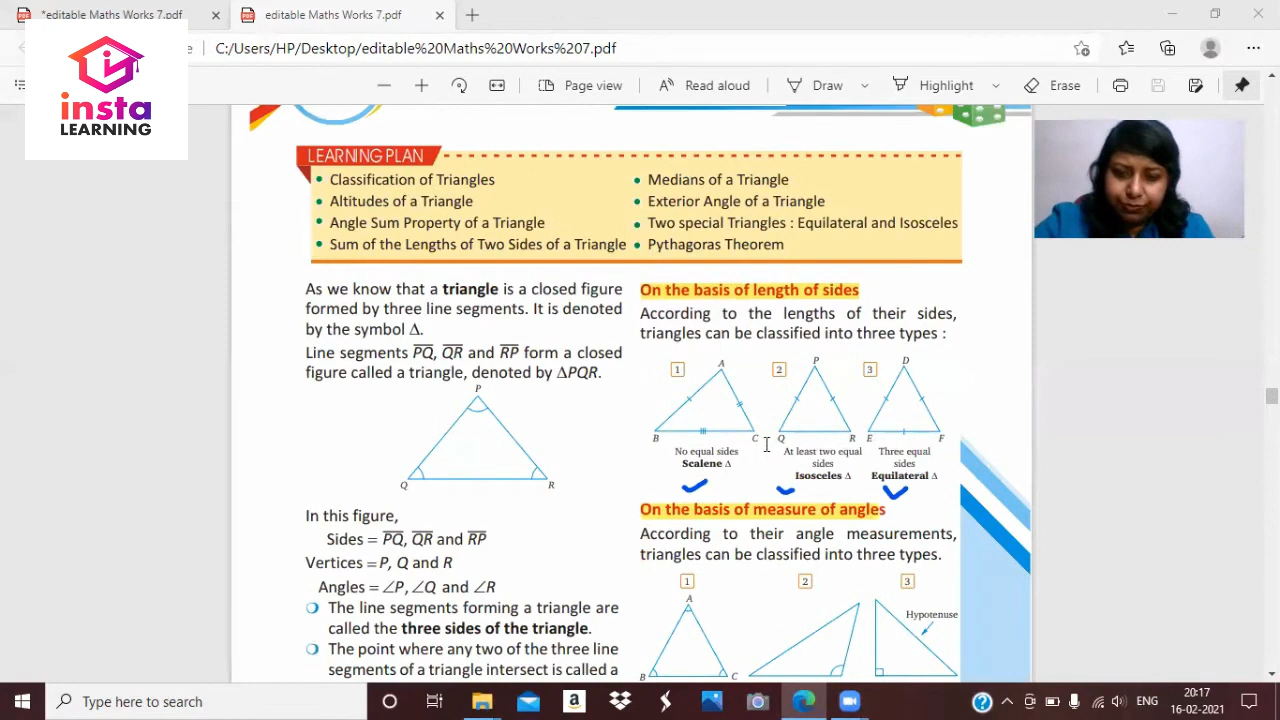 *editable Maths Works 7.pdf
editable Maths Works 7.pdf
C:/Users/HP/Desktop/editable%20Maths%20Works%207.pdf
insta
LEARNING
Page view
Read aloud
Draw
Highlight
Erase
LEARNING PLAN
Classification of Triangles
Altitudes of a Triangle
Angle Sum Property of a Triangle
Sum of the Lengths of Two Sides of a Triangle
Medians of a Triangle
Exterior Angle of a Triangle
Two special Triangles : Equilateral and Isosceles
Pythagoras Theorem
As we know that a triangle is a closed figure
formed by three line segments. It is denoted
by the symbol Δ.
Line segments P̅Q̅, Q̅R̅ and R̅P̅ form a closed
figure called a triangle, denoted by ΔPQR.
P
Q R
In this figure,
Sides = P̅Q̅, Q̅R̅ and R̅P̅
Vertices = P, Q and R
Angles = ∠P, ∠Q and ∠R
The line segments forming a triangle are
called the three sides of the triangle.
The point where any two of the three line
segments of a triangle intersect is called a
On the basis of length of sides
According to the lengths of their sides,
triangles can be classified into three types :
1 A 2 P 3 D
B C Q R E F
No equal sides
Scalene Δ
At least two equal
sides
Isosceles Δ
Three equal
sides
Equilateral Δ
On the basis of measure of angles
According to their angle measurements,
triangles can be classified into three types.
1 2 3
A
Hypotenuse
B C
Type here to search
ENG
20:17
16-02-2021